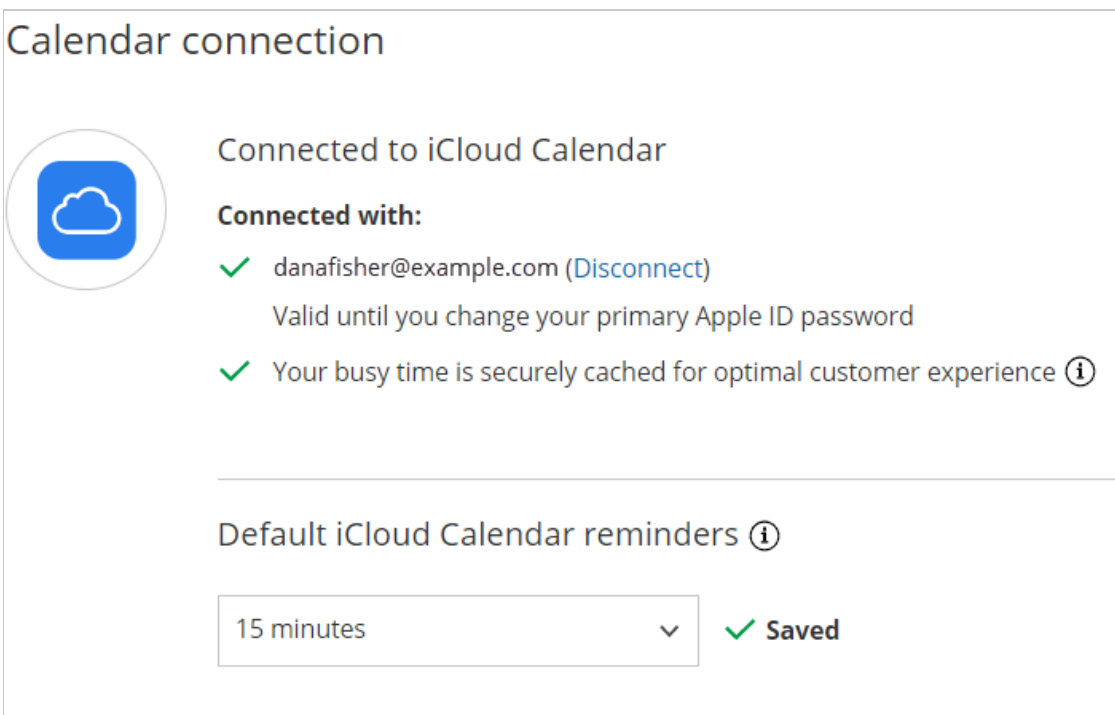 Calendar connection
Connected to iCloud Calendar
Connected with:
danafisher@example.com (Disconnect)
Valid until you change your primary Apple ID password
Your busy time is securely cached for optimal customer experience
Default iCloud Calendar reminders
15 minutes
Saved